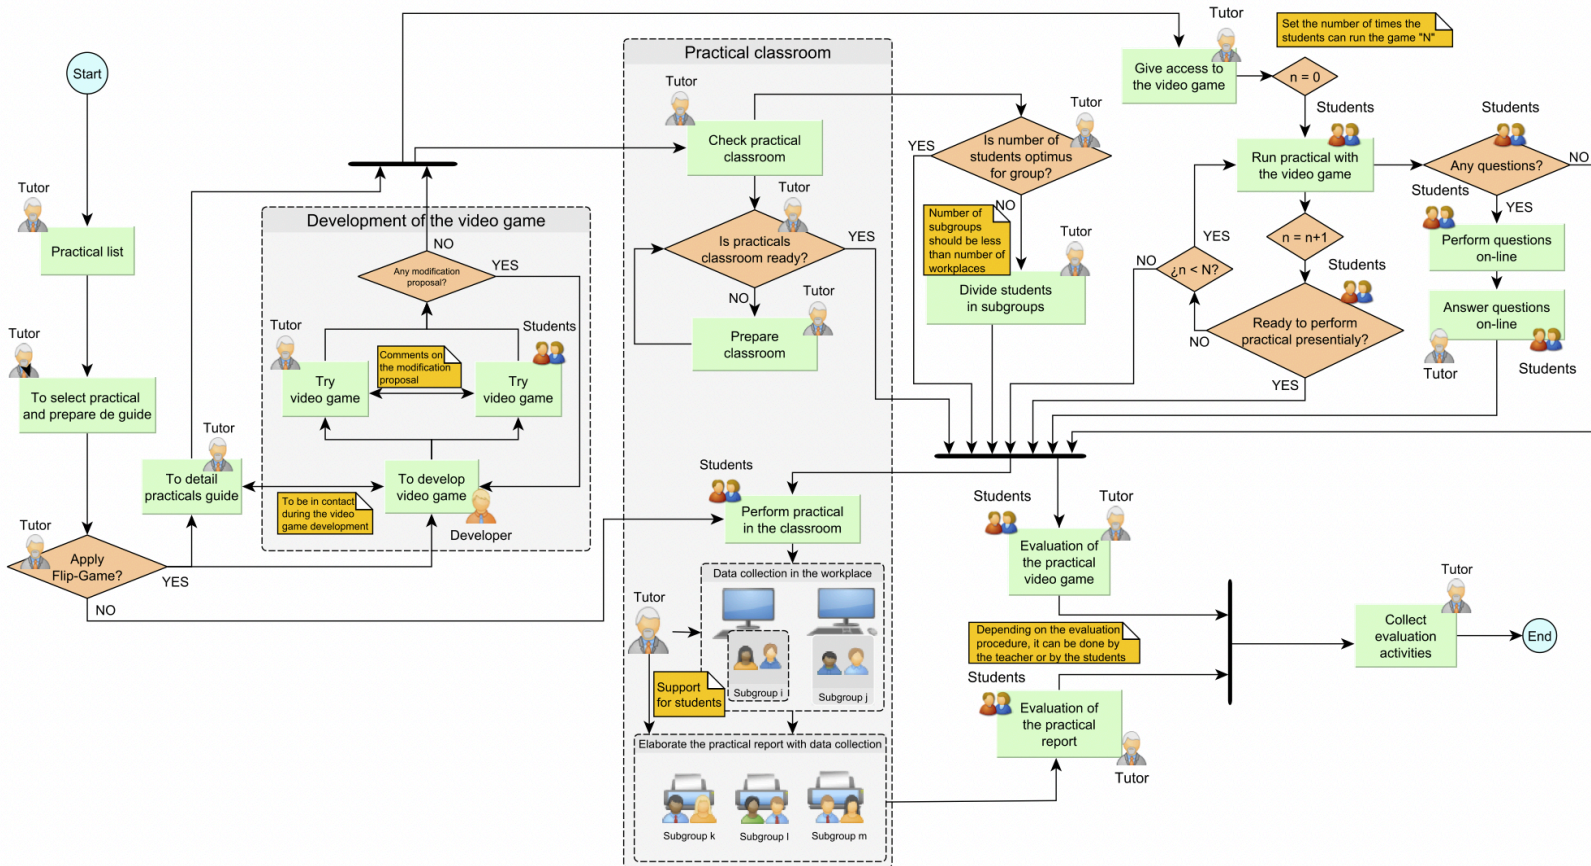 Start
Tutor
Practical list
Tutor
To select practical
and prepare de guide
Tutor
Apply
Flip-Game?
YES
NO
Tutor
To detail
practicals guide
Development of the video game
NO
Any modification
proposal?
YES
Tutor
Students
Comments on
the modification
proposal
Try
video game
Try
video game
To develop
video game
To be in contact
during the video
game development
Developer
Practical classroom
Tutor
Check practical
classroom
Tutor
Is practicals
classroom ready?
YES
NO
Tutor
Prepare
classroom
Students
Perform practical
in the classroom
Data collection in the workplace
Tutor
Subgroup i
Subgroup j
Support
for students
Elaborate the practical report with data collection
Subgroup k
Subgroup l
Subgroup m
Tutor
Is number of
students optimus
for group?
YES
NO
Number of
subgroups
should be less
than number of
workplaces
Tutor
Divide students
in subgroups
Tutor
Give access to
the video game
Set the number of times the
students can run the game "N"
n = 0
Students
Run practical with
the video game
n = n+1
Students
Ready to perform
practical presentialy?
NO
YES
¿n < N?
YES
NO
Students
Any questions?
NO
YES
Students
Perform questions
on-line
Answer questions
on-line
Tutor
Students
Students
Tutor
Evaluation of
the practical
video game
Depending on the evaluation
procedure, it can be done by
the teacher or by the students
Students
Evaluation of
the practical
report
Tutor
Tutor
Collect
evaluation
activities
End